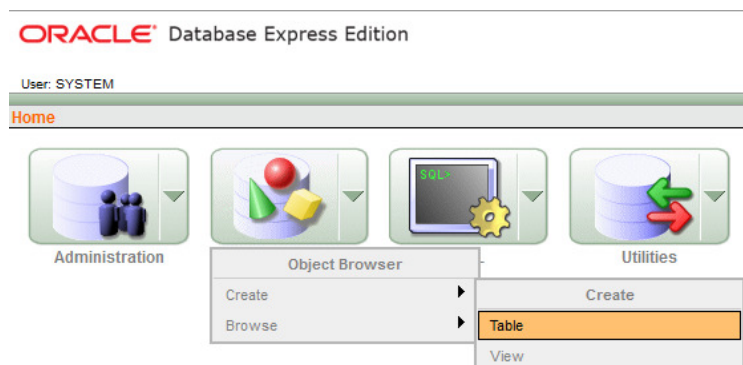 ORACLE Database Express Edition
User: SYSTEM
Home
SQL>
Administration
Utilities
Object Browser
Create
Browse
Create
Table
View